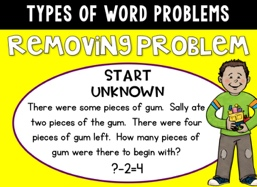 TYPES OF WORD PROBLEMS
REMOVING PROBLEM
START
UNKNOWN
There were some pieces of gum. Sally ate
two pieces of the gum. There were four
pieces of gum left. How many pieces of
gum were there to begin with?
?-2=4